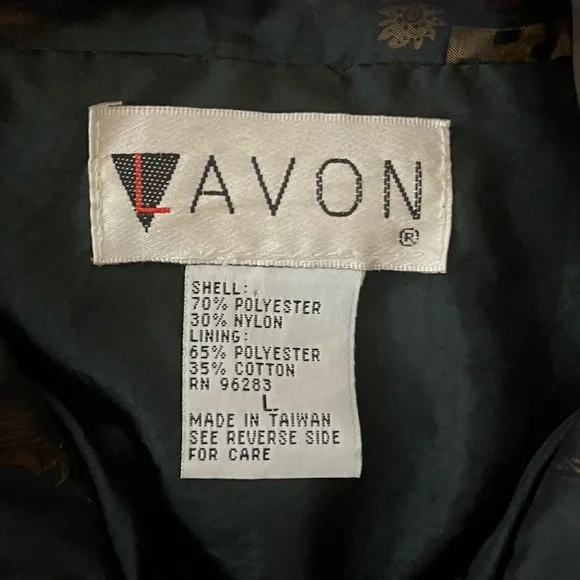 LAVON
®
SHELL:
70% POLYESTER
30% NYLON
LINING:
65% POLYESTER
35% COTTON
RN 96283
L
MADE IN TAIWAN
SEE REVERSE SIDE
FOR CARE